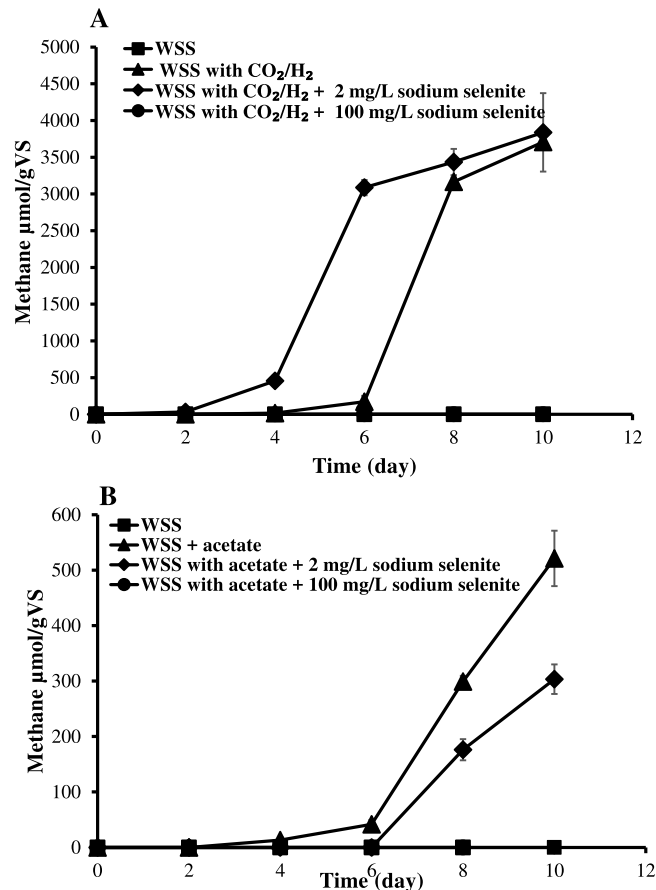 A
5000
4500
4000
3500
3000
2500
2000
1500
1000
500
0
Methane µmol/gVS
WSS
WSS with CO₂/H₂
WSS with CO₂/H₂ + 2 mg/L sodium selenite
WSS with CO₂/H₂ + 100 mg/L sodium selenite
0 2 4 6 8 10 12
Time (day)
B
600
500
400
300
200
100
0
Methane µmol/gVS
WSS
WSS + acetate
WSS with acetate + 2 mg/L sodium selenite
WSS with acetate + 100 mg/L sodium selenite
0 2 4 6 8 10 12
Time (day)